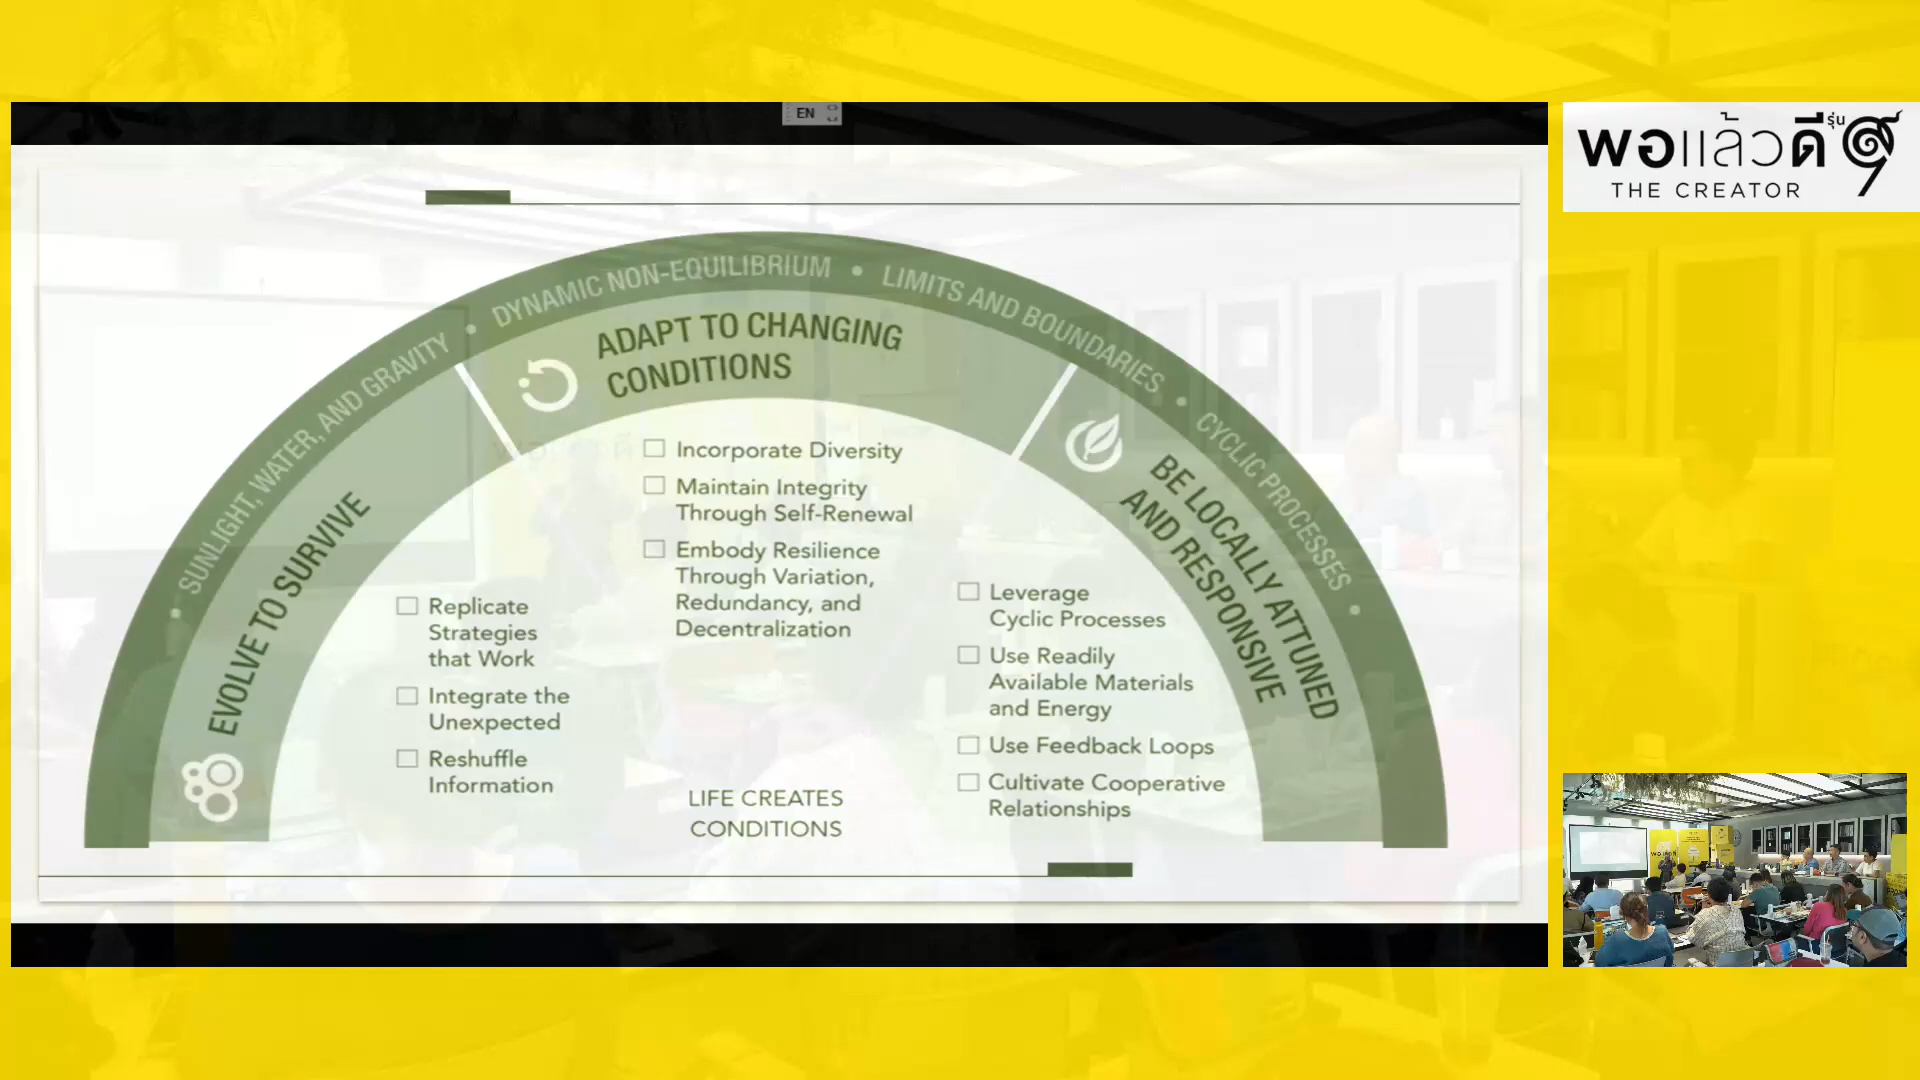 EN
พอแล้วดี รุ่น ๙
THE CREATOR
• SUNLIGHT, WATER, AND GRAVITY • DYNAMIC NON-EQUILIBRIUM • LIMITS AND BOUNDARIES • CYCLIC PROCESSES •
EVOLVE TO SURVIVE
Replicate
Strategies
that Work
Integrate the
Unexpected
Reshuffle
Information
ADAPT TO CHANGING
CONDITIONS
Incorporate Diversity
Maintain Integrity
Through Self-Renewal
Embody Resilience
Through Variation,
Redundancy, and
Decentralization
BE LOCALLY ATTUNED
AND RESPONSIVE
Leverage
Cyclic Processes
Use Readily
Available Materials
and Energy
Use Feedback Loops
Cultivate Cooperative
Relationships
LIFE CREATES
CONDITIONS